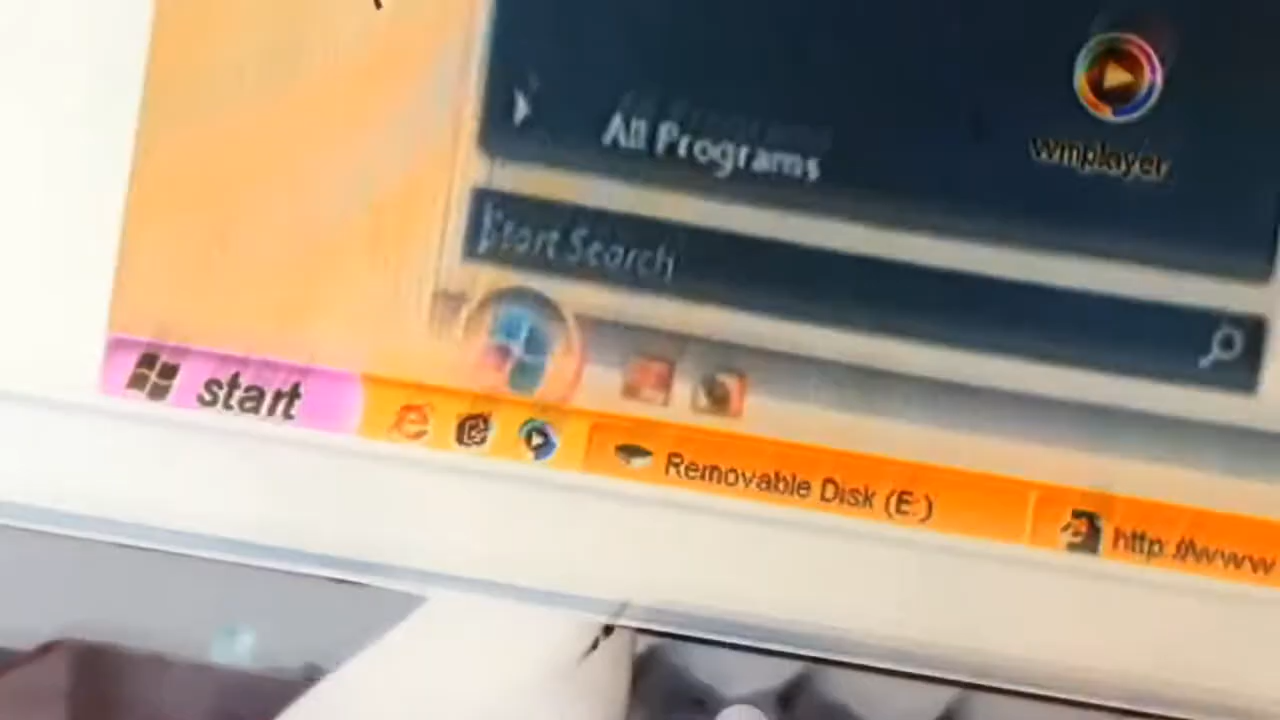 All Programs
wmplayer
Start Search
start
Removable Disk (E:)
http://www